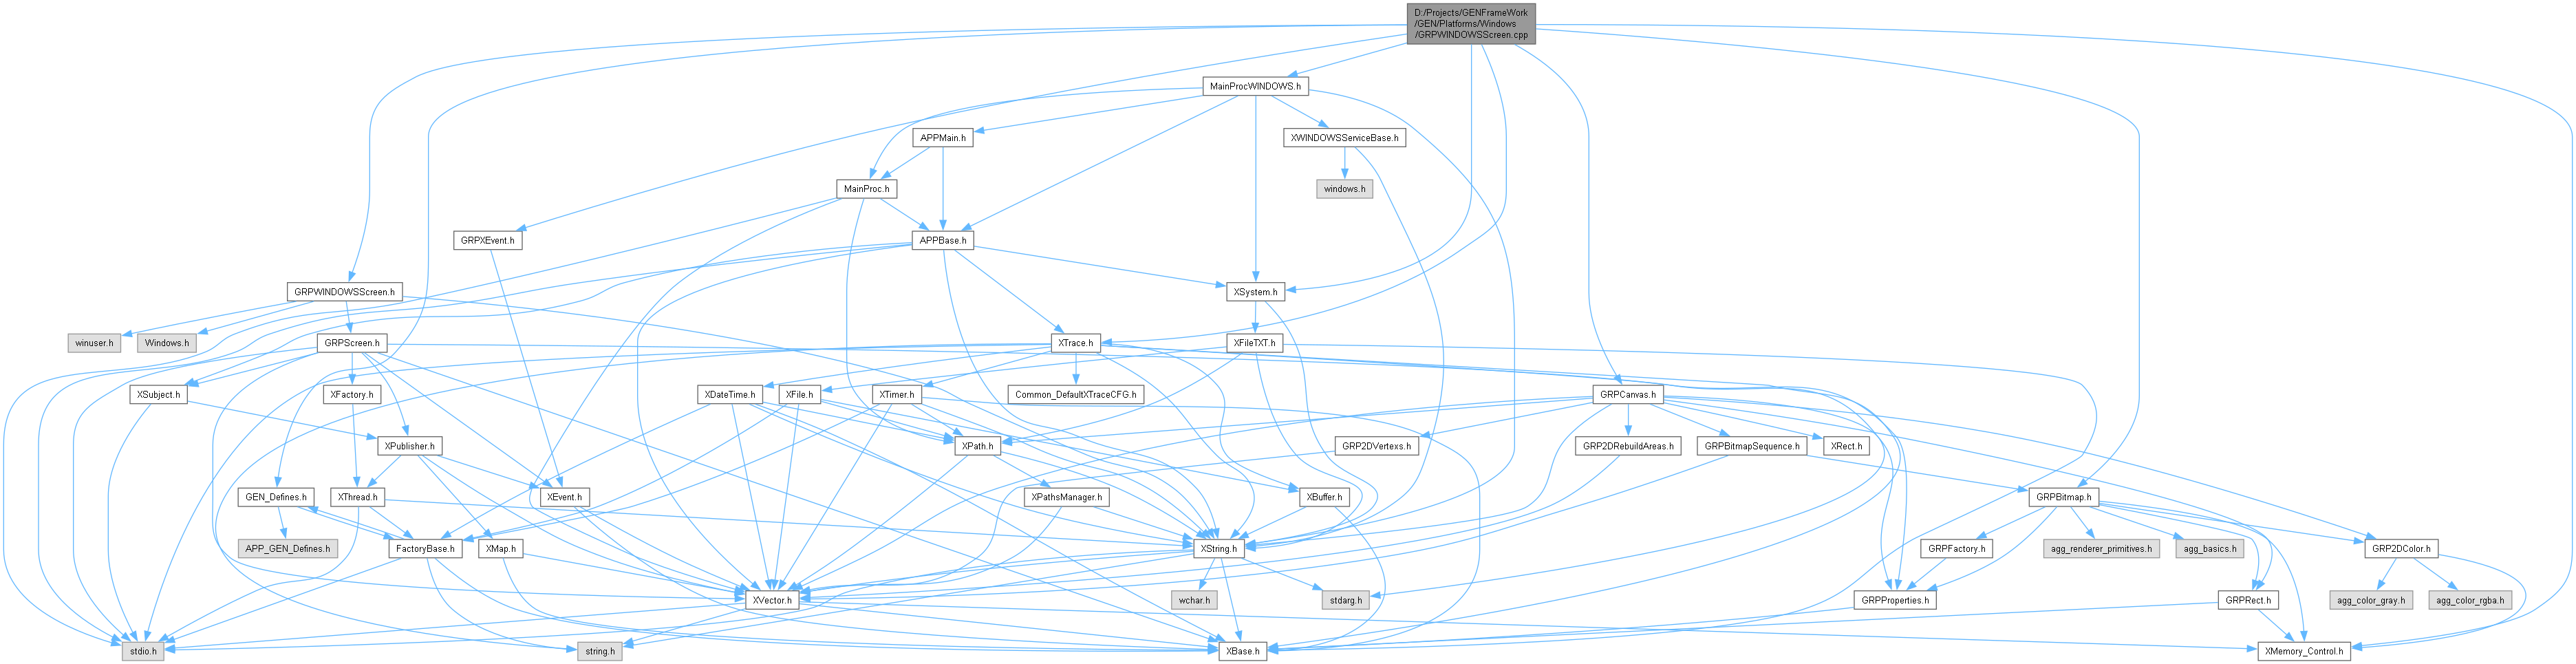 D:/Projects/GENFrameWork
/GEN/Platforms/Windows
/GRPWINDOWSScreen.cpp
MainProcWINDOWS.h
APPMain.h
XWINDOWSServiceBase.h
MainProc.h
windows.h
GRPXEvent.h
APPBase.h
GRPWINDOWSScreen.h
XSystem.h
winuser.h
Windows.h
GRPScreen.h
XTrace.h
XFileTXT.h
XSubject.h
XFactory.h
XDateTime.h
XFile.h
XTimer.h
Common_DefaultXTraceCFG.h
GRPCanvas.h
XPublisher.h
XPath.h
GRP2DVertexs.h
GRP2DRebuildAreas.h
GRPBitmapSequence.h
XRect.h
GEN_Defines.h
XThread.h
XEvent.h
XPathsManager.h
XBuffer.h
GRPBitmap.h
APP_GEN_Defines.h
FactoryBase.h
XMap.h
XString.h
GRPFactory.h
agg_renderer_primitives.h
agg_basics.h
GRP2DColor.h
XVector.h
wchar.h
stdarg.h
GRPProperties.h
GRPRect.h
agg_color_gray.h
agg_color_rgba.h
stdio.h
string.h
XBase.h
XMemory_Control.h